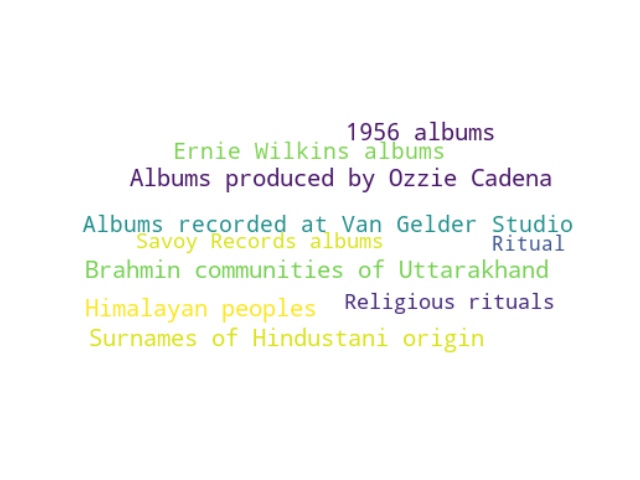 1956 albums
Ernie Wilkins albums
Albums produced by Ozzie Cadena
Albums recorded at Van Gelder Studio
Savoy Records albums
Ritual
Brahmin communities of Uttarakhand
Religious rituals
Himalayan peoples
Surnames of Hindustani origin